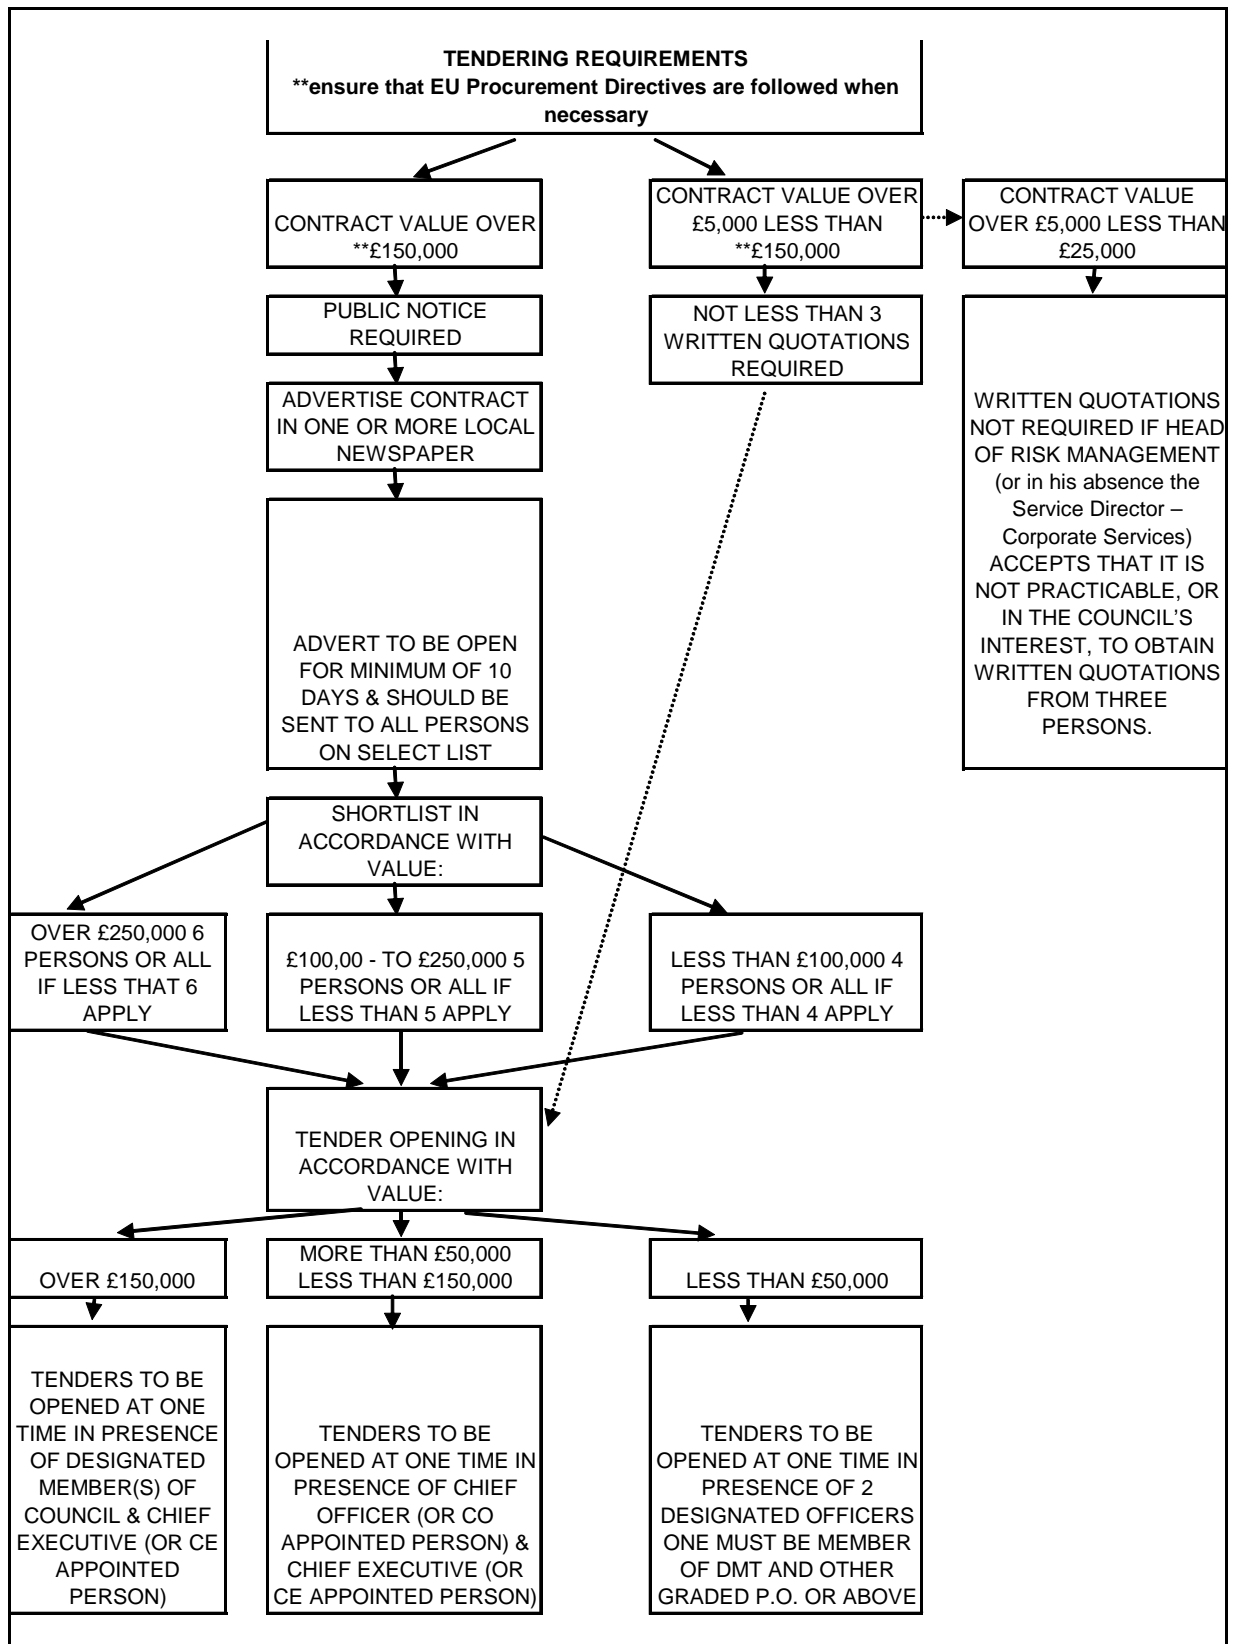 TENDERING REQUIREMENTS
**ensure that EU Procurement Directives are followed when
necessary
CONTRACT VALUE OVER
**£150,000
CONTRACT VALUE OVER
£5,000 LESS THAN
**£150,000
CONTRACT VALUE
OVER £5,000 LESS THAN
£25,000
PUBLIC NOTICE
REQUIRED
NOT LESS THAN 3
WRITTEN QUOTATIONS
REQUIRED
ADVERTISE CONTRACT
IN ONE OR MORE LOCAL
NEWSPAPER
WRITTEN QUOTATIONS
NOT REQUIRED IF HEAD
OF RISK MANAGEMENT
(or in his absence the
Service Director –
Corporate Services)
ACCEPTS THAT IT IS
NOT PRACTICABLE, OR
IN THE COUNCIL’S
INTEREST, TO OBTAIN
WRITTEN QUOTATIONS
FROM THREE
PERSONS.
ADVERT TO BE OPEN
FOR MINIMUM OF 10
DAYS & SHOULD BE
SENT TO ALL PERSONS
ON SELECT LIST
SHORTLIST IN
ACCORDANCE WITH
VALUE:
OVER £250,000 6
PERSONS OR ALL
IF LESS THAT 6
APPLY
£100,00 - TO £250,000 5
PERSONS OR ALL IF
LESS THAN 5 APPLY
LESS THAN £100,000 4
PERSONS OR ALL IF
LESS THAN 4 APPLY
TENDER OPENING IN
ACCORDANCE WITH
VALUE:
OVER £150,000
MORE THAN £50,000
LESS THAN £150,000
LESS THAN £50,000
TENDERS TO BE
OPENED AT ONE
TIME IN PRESENCE
OF DESIGNATED
MEMBER(S) OF
COUNCIL & CHIEF
EXECUTIVE (OR CE
APPOINTED
PERSON)
TENDERS TO BE
OPENED AT ONE TIME IN
PRESENCE OF CHIEF
OFFICER (OR CO
APPOINTED PERSON) &
CHIEF EXECUTIVE (OR
CE APPOINTED PERSON)
TENDERS TO BE
OPENED AT ONE TIME IN
PRESENCE OF 2
DESIGNATED OFFICERS
ONE MUST BE MEMBER
OF DMT AND OTHER
GRADED P.O. OR ABOVE